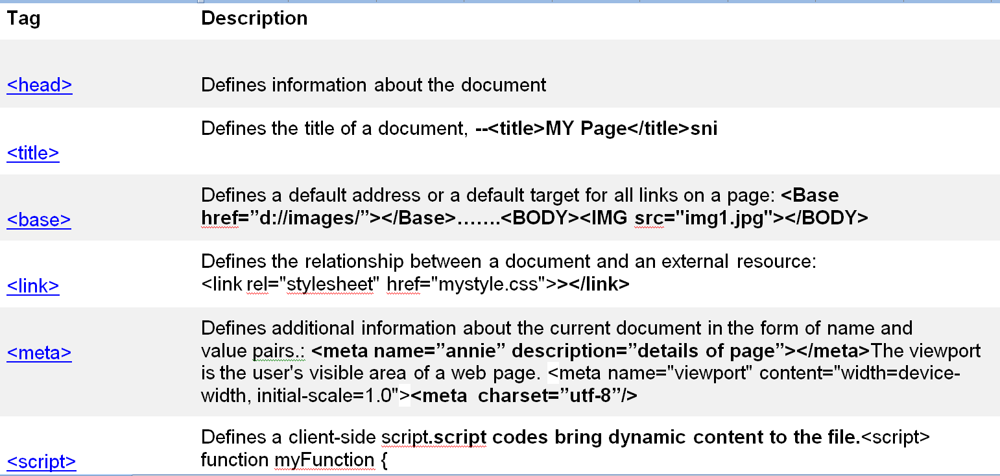 Tag Description
<head> Defines information about the document
Defines the title of a document, --<title>MY Page</title>sni
<title>
Defines a default address or a default target for all links on a page: <Base
<base> href=”d://images/”></Base>…….<BODY><IMG src="img1.jpg"></BODY>
Defines the relationship between a document and an external resource:
<link> <link rel="stylesheet" href="mystyle.css">></link>
Defines additional information about the current document in the form of name and
<meta> value pairs.: <meta name=”annie” description=”details of page”></meta>The viewport
is the user's visible area of a web page. <meta name="viewport" content="width=device-
width, initial-scale=1.0"><meta charset=”utf-8”/>
Defines a client-side script.script codes bring dynamic content to the file.<script>
<script> function myFunction {